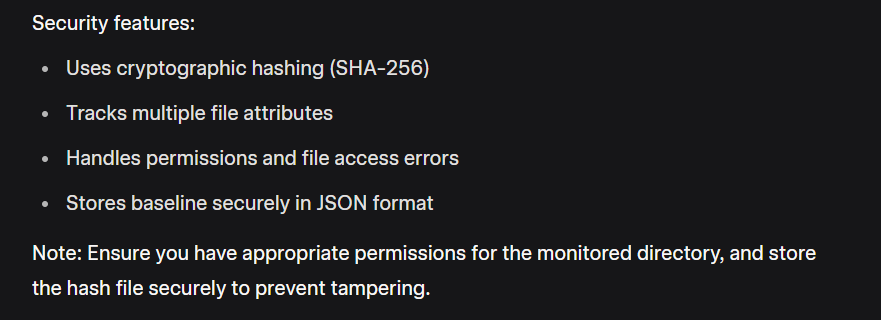 Security features:
• Uses cryptographic hashing (SHA-256)
• Tracks multiple file attributes
• Handles permissions and file access errors
• Stores baseline securely in JSON format
Note: Ensure you have appropriate permissions for the monitored directory, and store
the hash file securely to prevent tampering.